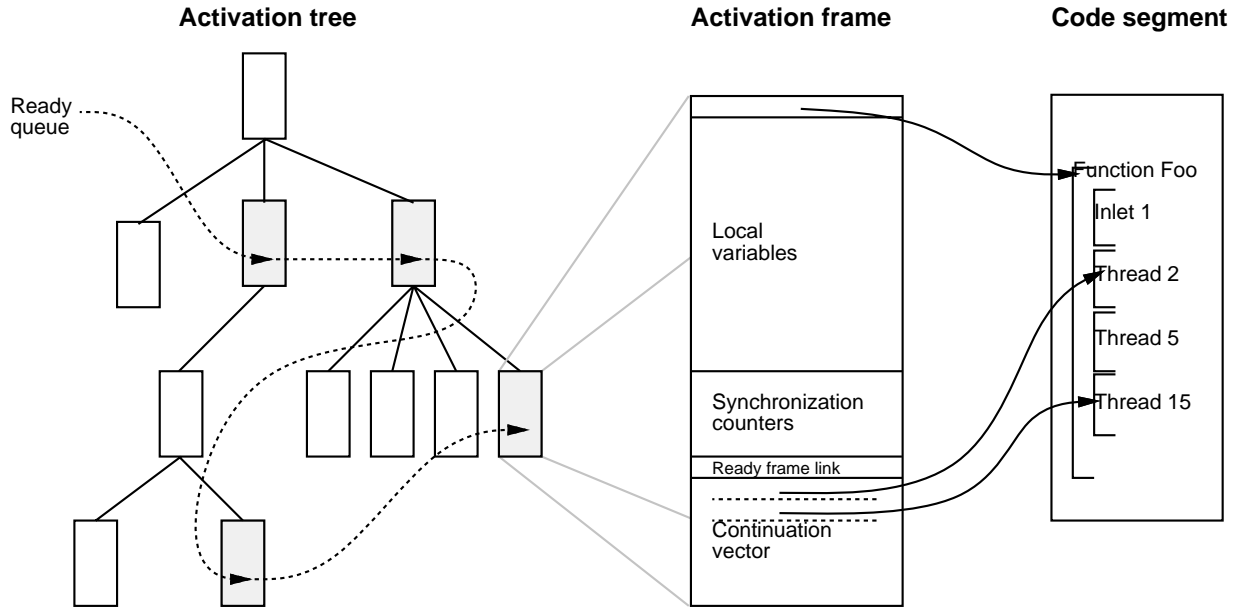 Activation tree
Activation frame
Code segment
Ready
queue
Local
variables
Synchronization
counters
Ready frame link
Continuation
vector
Function Foo
Inlet 1
Thread 2
Thread 5
Thread 15